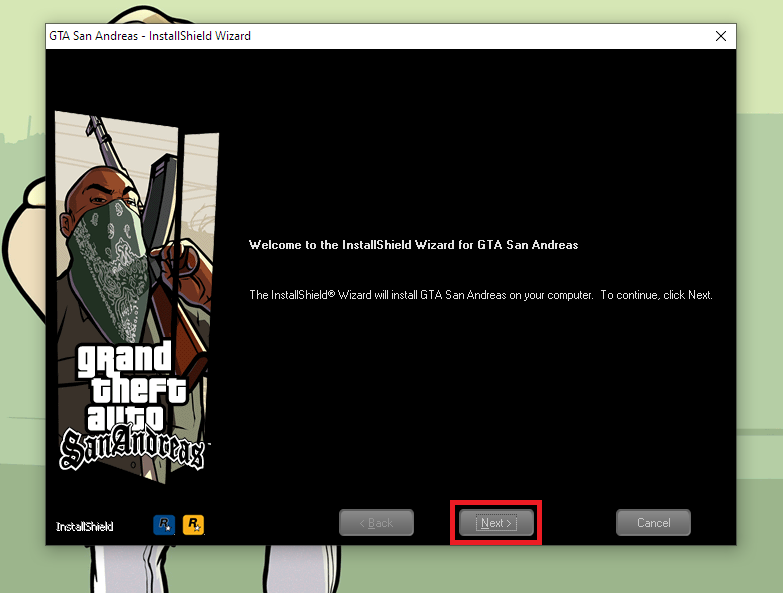 GTA San Andreas - InstallShield Wizard
grand
theft
auto
San Andreas
Welcome to the InstallShield Wizard for GTA San Andreas
The InstallShield® Wizard will install GTA San Andreas on your computer. To continue, click Next.
InstallShield
R
R
< Back
Next >
Cancel